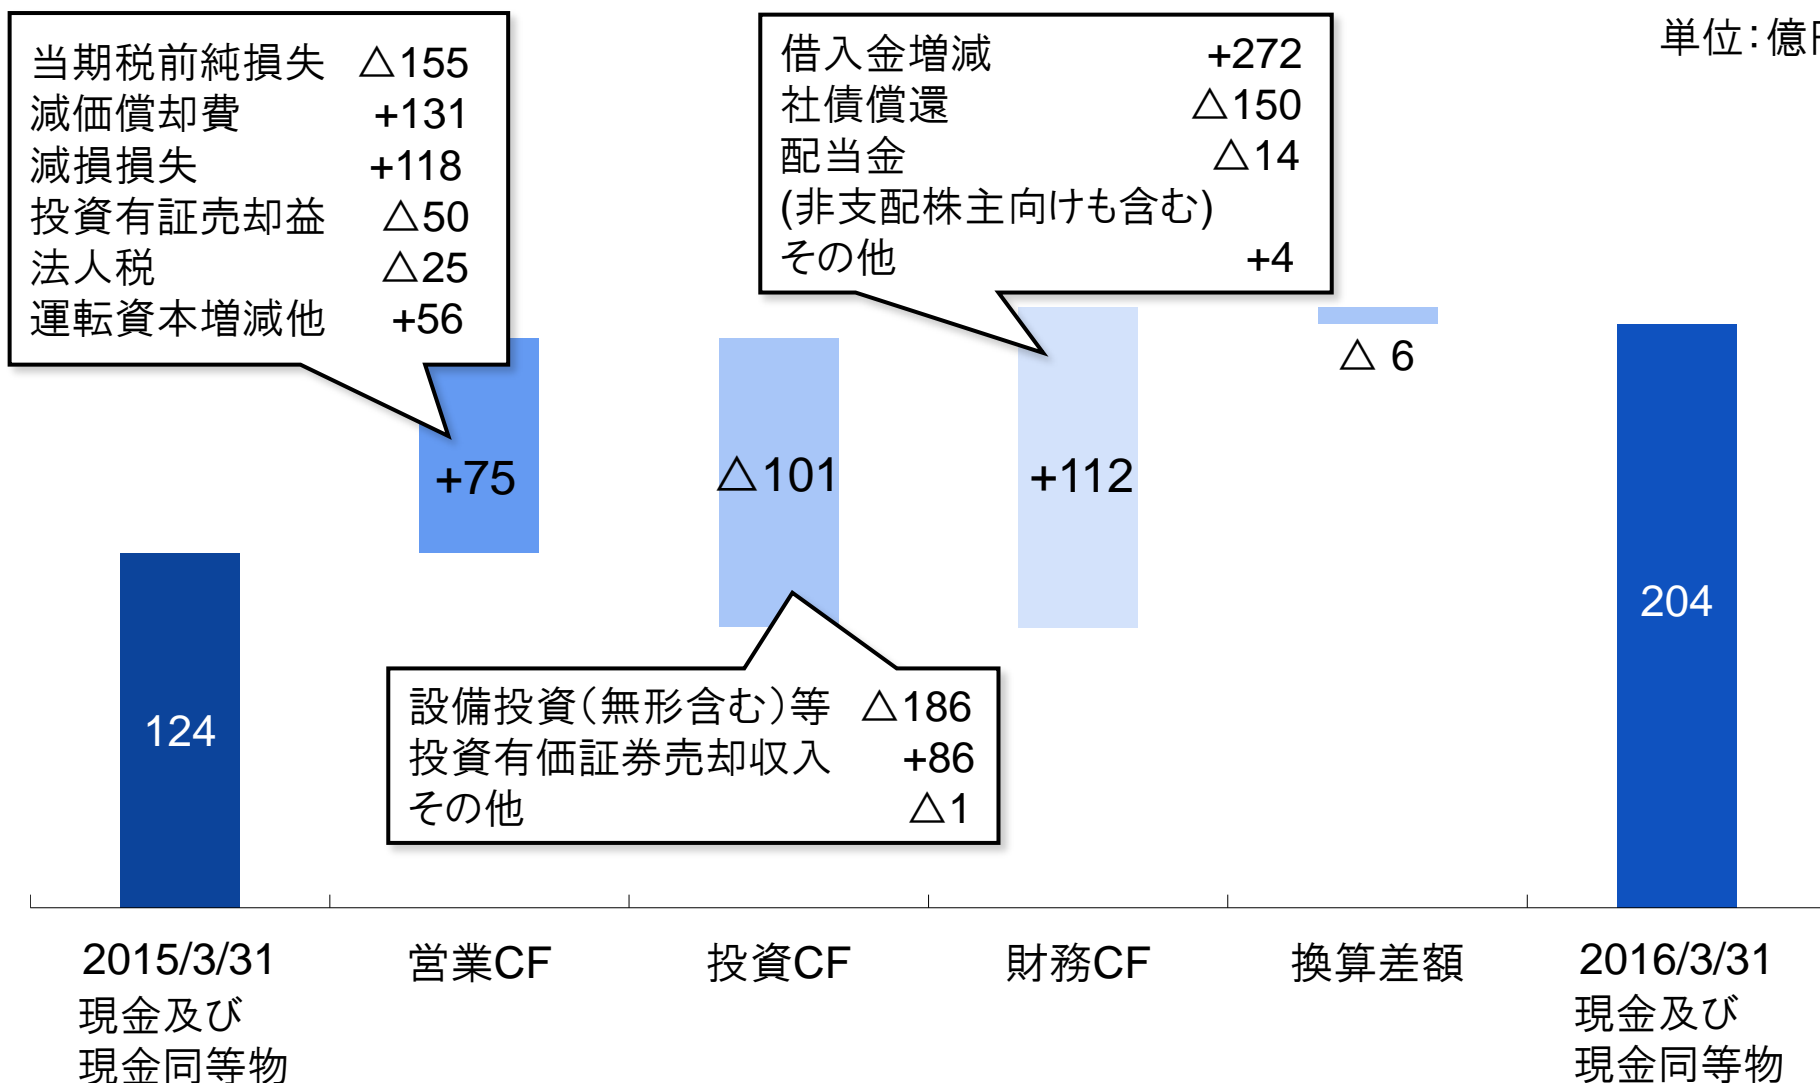 単位：億円
当期税前純損失 △155
減価償却費 +131
減損損失 +118
投資有証売却益 △50
法人税 △25
運転資本増減他 +56
借入金増減 +272
社債償還 △150
配当金 △14
(非支配株主向けも含む)
その他 +4
△ 6
+75
△101
+112
204
124
設備投資（無形含む）等 △186
投資有価証券売却収入 +86
その他 △1
2015/3/31
現金及び
現金同等物
営業CF
投資CF
財務CF
換算差額
2016/3/31
現金及び
現金同等物